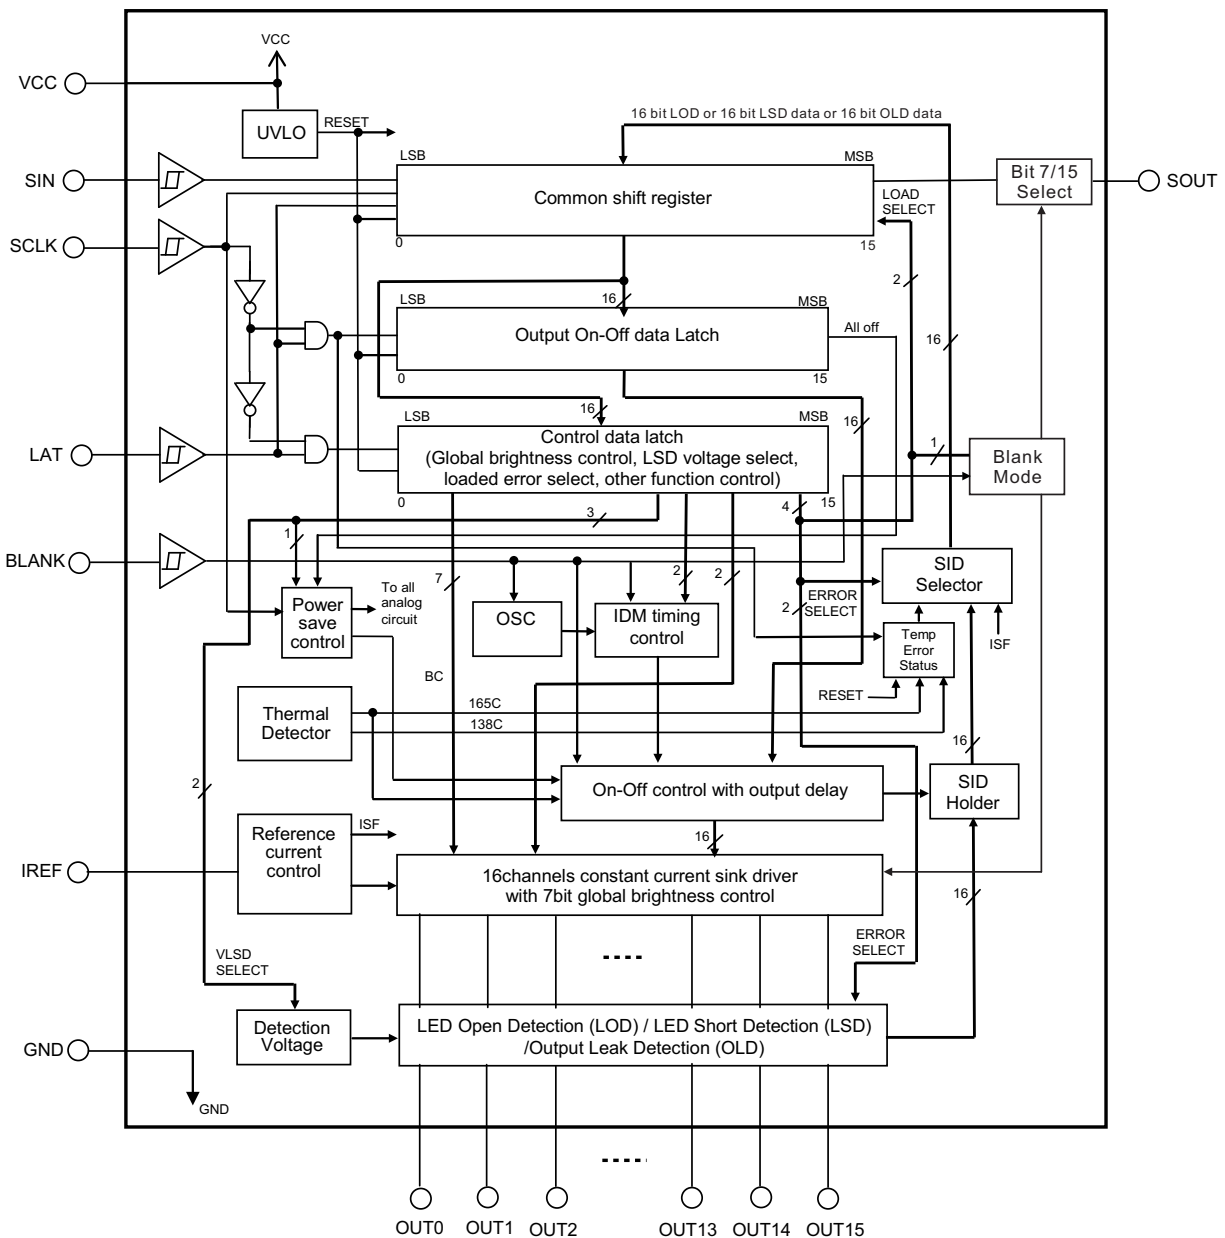 VCC
VCC
UVLO
RESET
16 bit LOD or 16 bit LSD data or 16 bit OLD data
LSB
MSB
SIN
Common shift register
Bit 7/15
Select
SOUT
LOAD
SELECT
SCLK
0
15
2
LSB
16
MSB
Output On-Off data Latch
All off
16
0
15
LSB
16
MSB
16
LAT
Control data latch
(Global brightness control, LSD voltage select,
loaded error select, other function control)
1
Blank
Mode
0
15
3
4
1
BLANK
7
2
2
SID
Selector
To all
analog
circuit
Power
save
control
OSC
IDM timing
control
ERROR
SELECT
2
Temp
Error
Status
ISF
BC
RESET
Thermal
Detector
165C
138C
16
2
On-Off control with output delay
SID
Holder
ISF
Reference
current
control
16
IREF
16channels constant current sink driver
with 7bit global brightness control
16
ERROR
SELECT
VLSD
SELECT
GND
Detection
Voltage
LED Open Detection (LOD) / LED Short Detection (LSD)
/Output Leak Detection (OLD)
GND
OUT0
OUT1
OUT2
OUT13
OUT14
OUT15